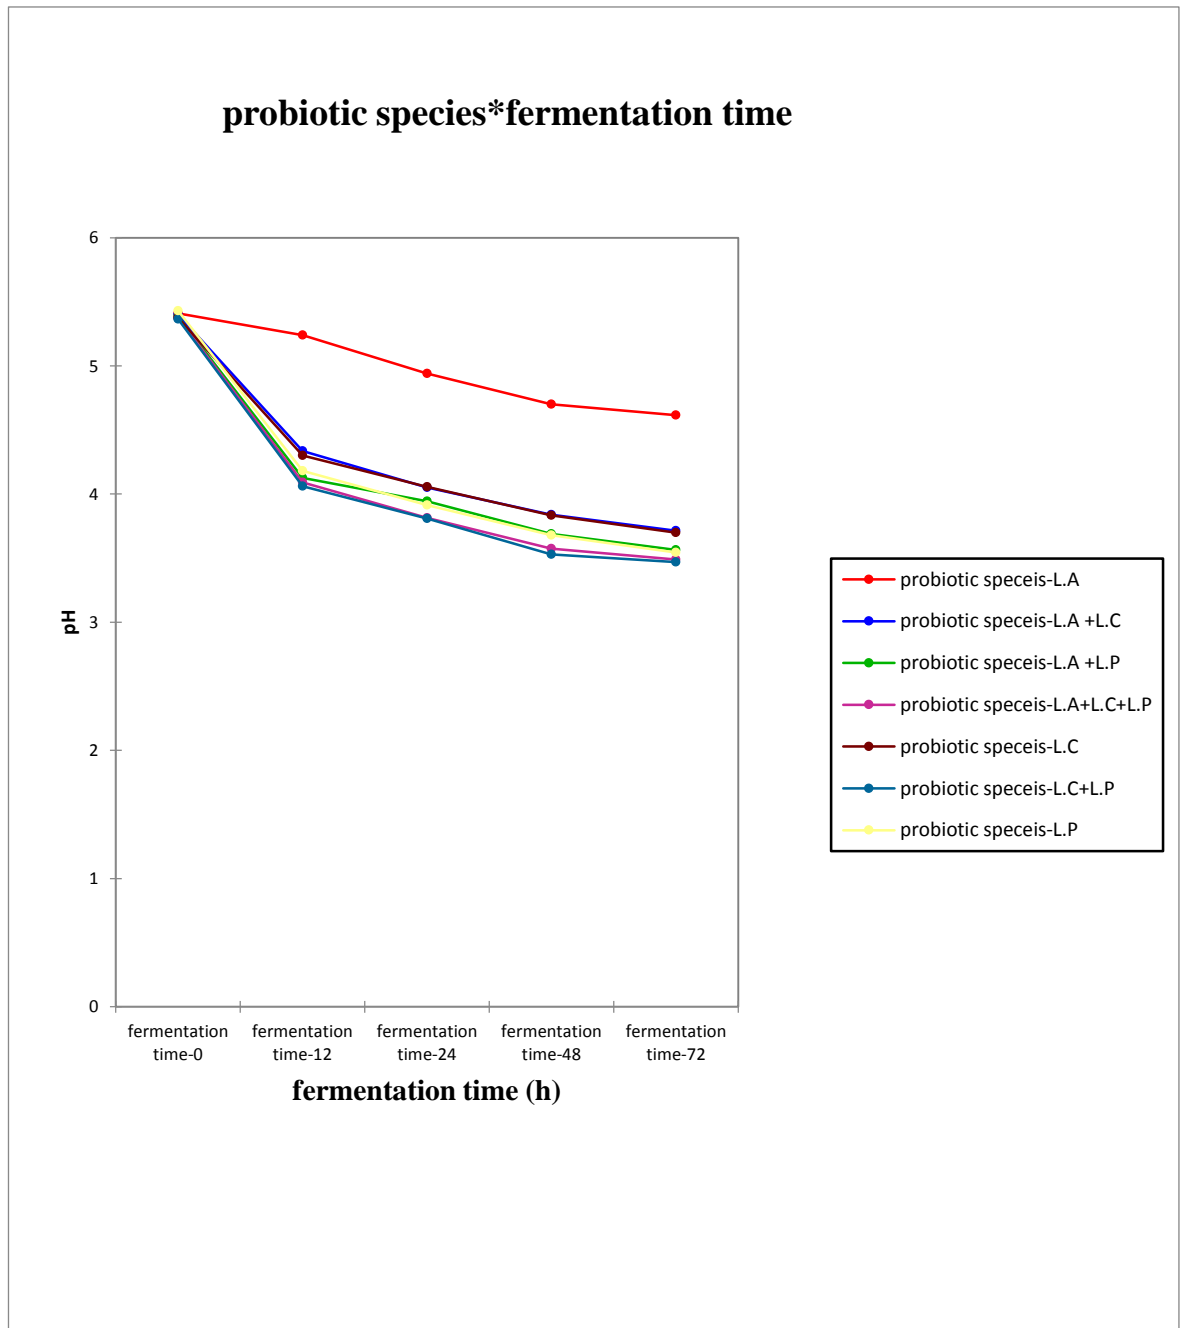 probiotic species*fermentation time
6
5
4
3
2
1
0
pH
fermentation time-0
fermentation time-12
fermentation time-24
fermentation time-48
fermentation time-72
fermentation time (h)
probiotic speceis-L.A
probiotic speceis-L.A +L.C
probiotic speceis-L.A +L.P
probiotic speceis-L.A+L.C+L.P
probiotic speceis-L.C
probiotic speceis-L.C+L.P
probiotic speceis-L.P